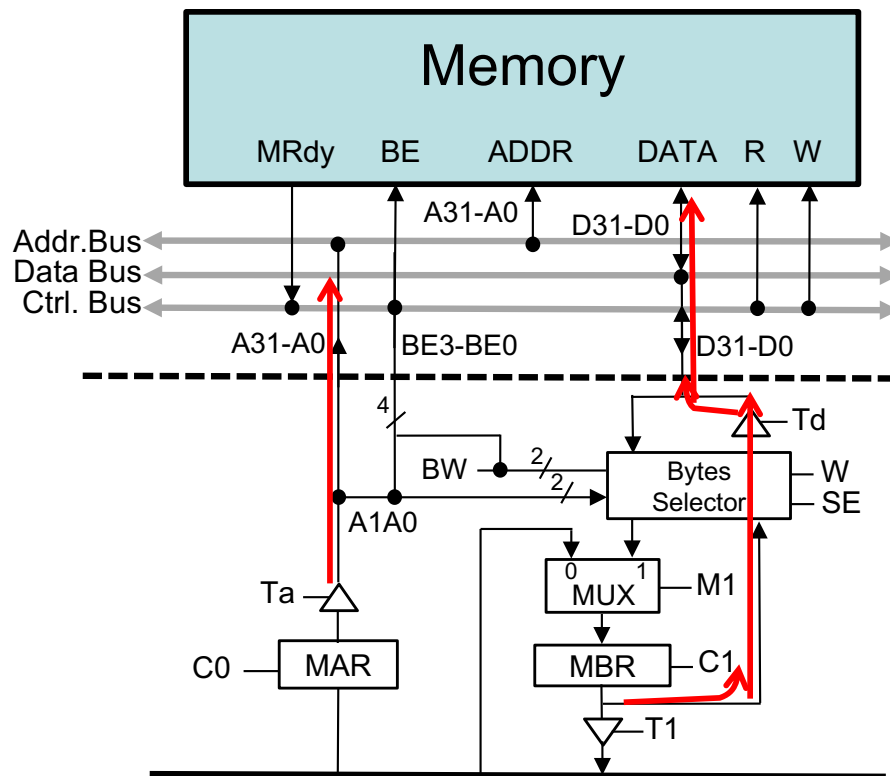 Memory
MRdy BE ADDR DATA R W
A31-A0
D31-D0
Addr.Bus
Data Bus
Ctrl. Bus
A31-A0
BE3-BE0
D31-D0
4
Td
BW
2
Bytes
Selector
W
2
SE
A1A0
0 1
MUX
M1
Ta
C0
MAR
MBR
C1
T1